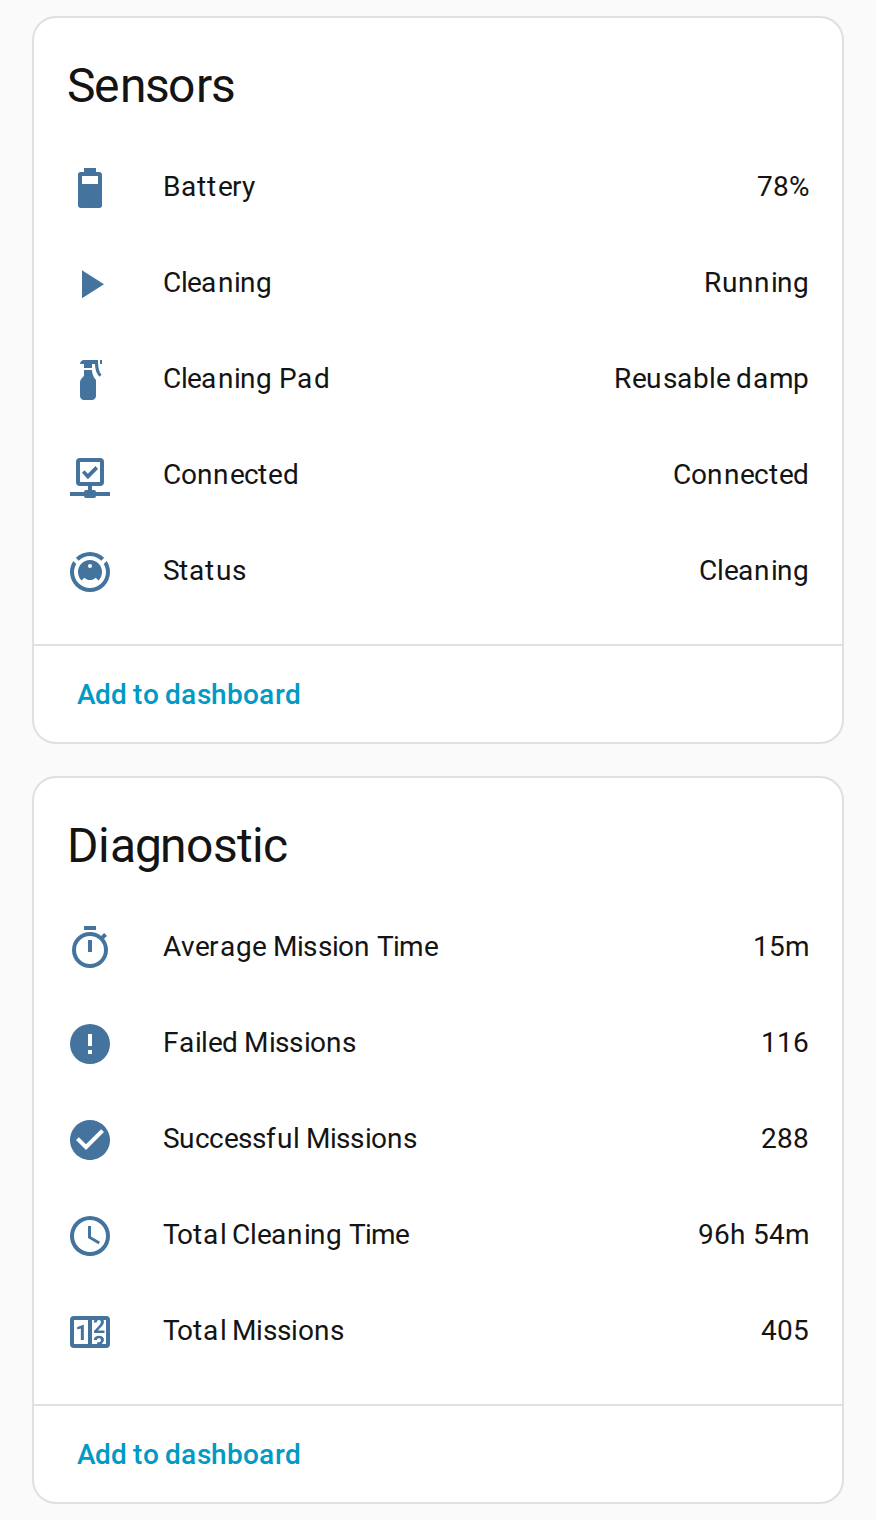 Sensors
Battery 78%
Cleaning Running
Cleaning Pad Reusable damp
Connected Connected
Status Cleaning
Add to dashboard
Diagnostic
Average Mission Time 15m
Failed Missions 116
Successful Missions 288
Total Cleaning Time 96h 54m
Total Missions 405
Add to dashboard